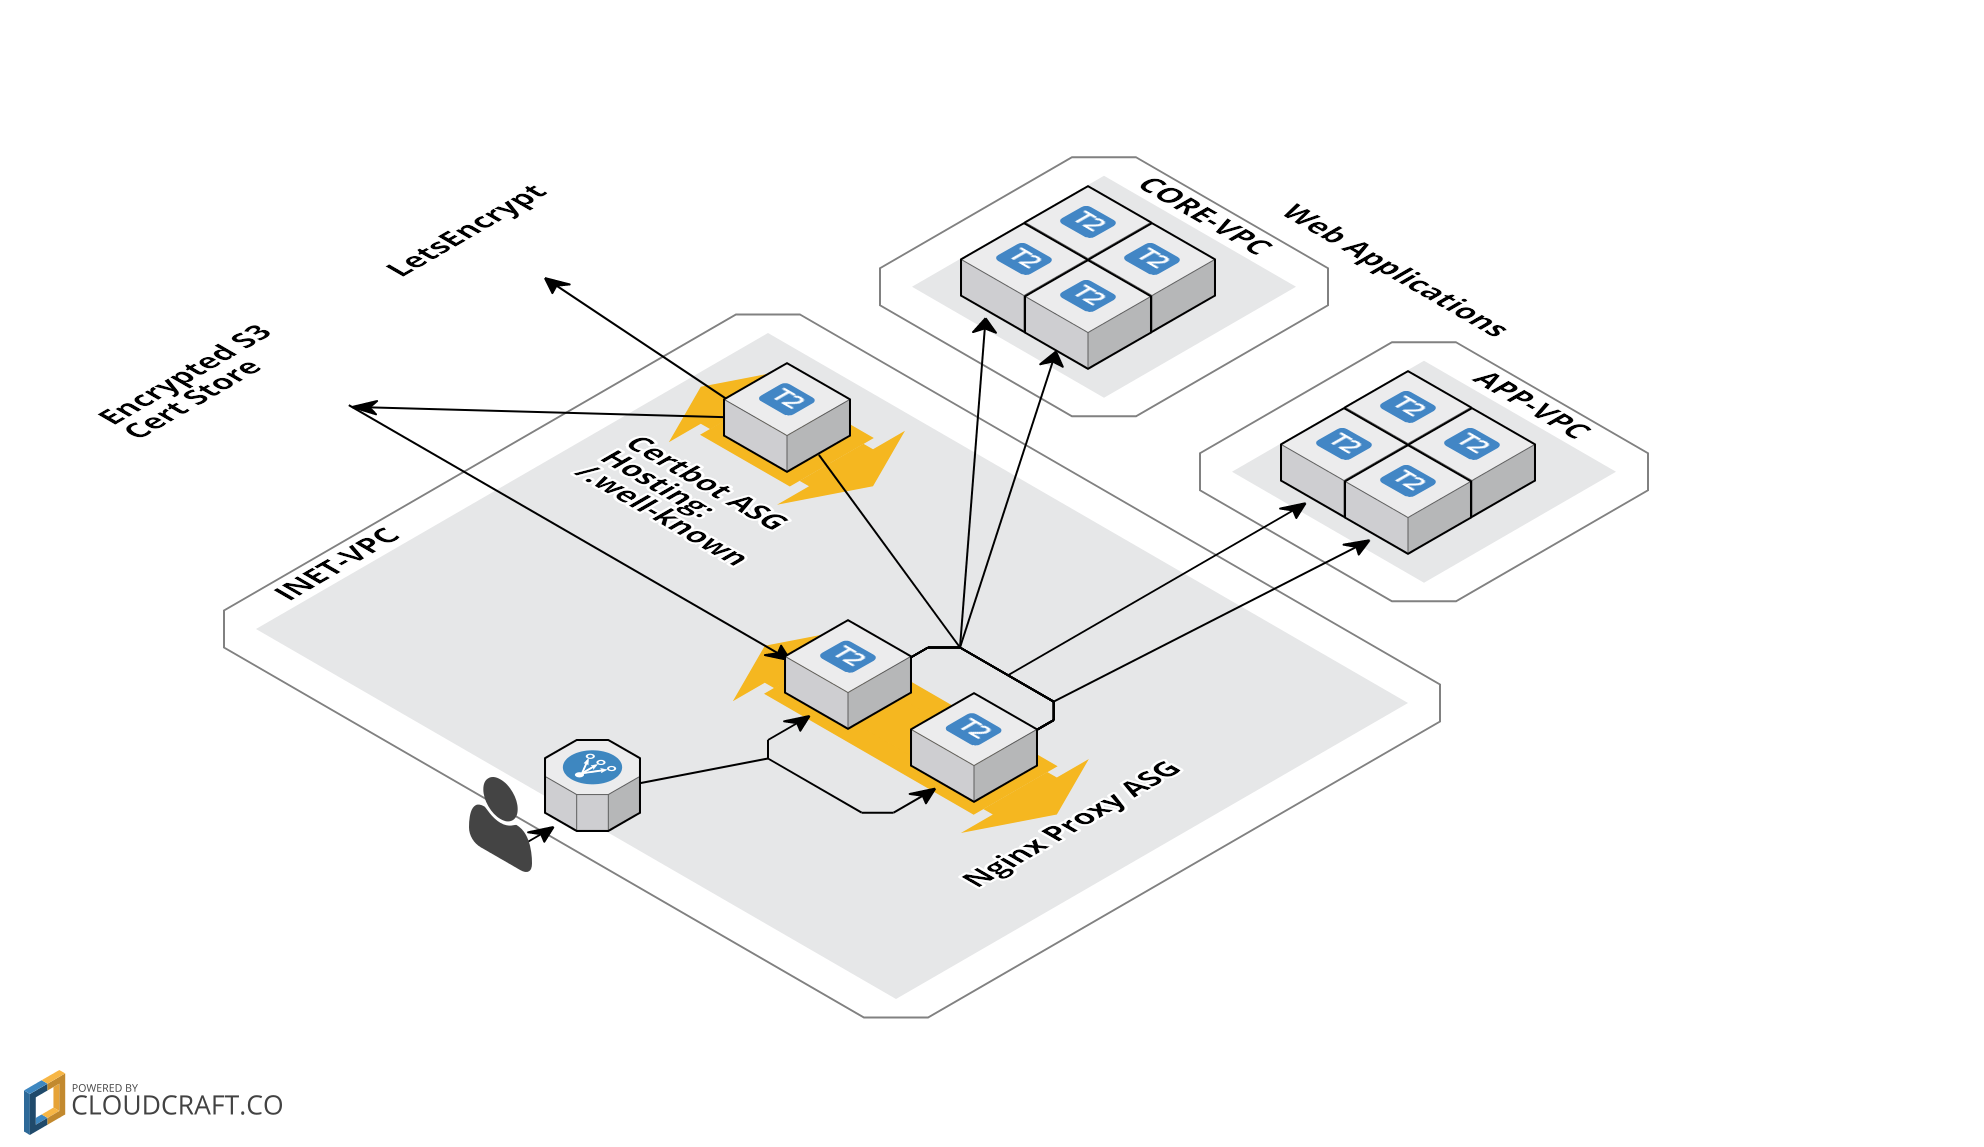 LetsEncrypt
Encrypted S3
Cert Store
INET-VPC
Certbot ASG
Hosting:
/.well-known
T2
CORE-VPC
T2
T2
T2
T2
Web Applications
APP-VPC
T2
T2
T2
T2
T2
T2
Nginx Proxy ASG
POWERED BY
CLOUDCRAFT.CO